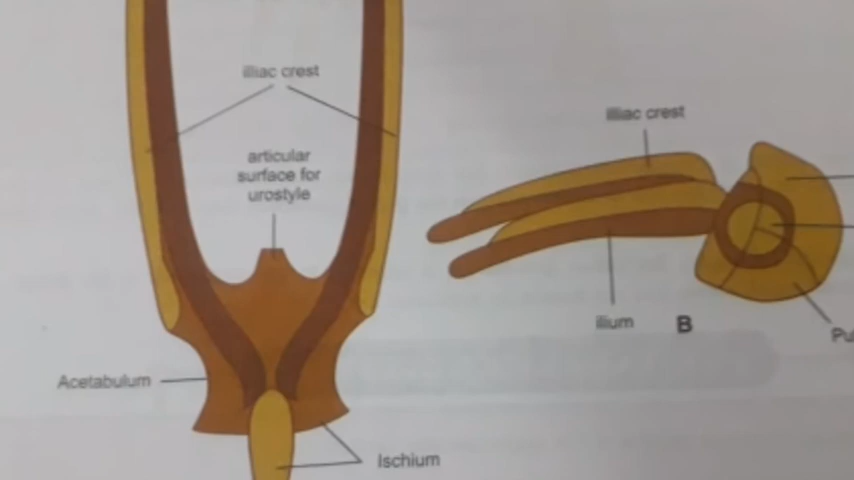 illiac crest
articular
surface for
urostyle
Acetabulum
Ischium
illiac crest
ilium
B